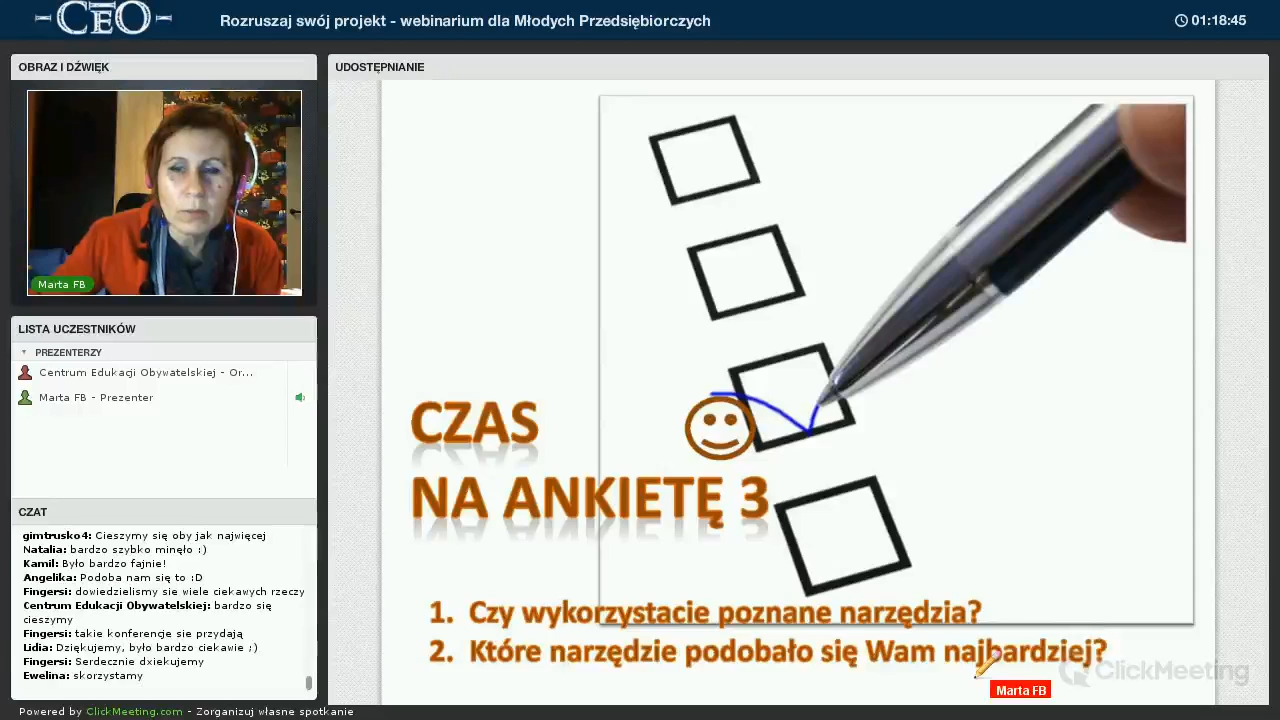 CEO
Rozruszaj swój projekt - webinarium dla Młodych Przedsiębiorczych
01:18:45
OBRAZ I DŹWIĘK
UDOSTĘPNIANIE
Marta FB
LISTA UCZESTNIKÓW
PREZENTERZY
Centrum Edukacji Obywatelskiej - Or...
Marta FB - Prezenter
CZAT
gimtrusko4: Cieszymy się oby jak najwięcej
Natalia: bardzo szybko minęło :)
Kamil: Było bardzo fajnie!
Angelika: Podoba nam się to :D
Fingersi: dowiedzielismy sie wiele ciekawych rzeczy
Centrum Edukacji Obywatelskiej: bardzo się
cieszymy
Fingersi: takie konferencje sie przydają
Lidia: Dziękujemy, było bardzo ciekawie ;)
Fingersi: Serdecznie dziekujemy
Ewelina: skorzystamy
CZAS
NA ANKIETĘ 3
1. Czy wykorzystacie poznane narzędzia?
2. Które narzędzie podobało się Wam najbardziej?
ClickMeeting
Marta FB
Powered by ClickMeeting.com - Zorganizuj własne spotkanie